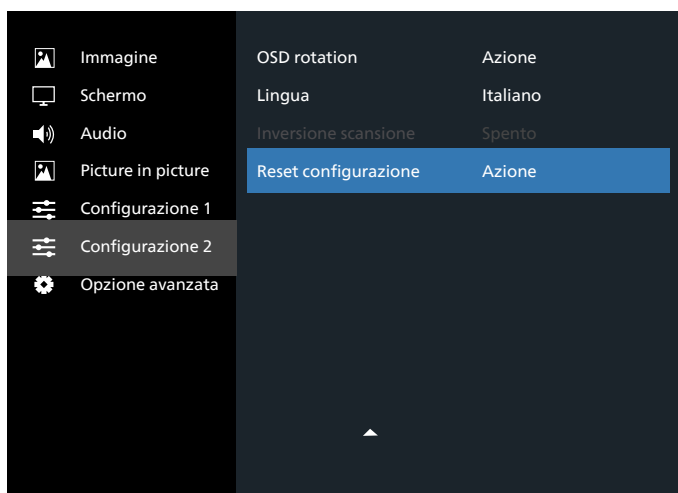 Immagine
Schermo
Audio
Picture in picture
Configurazione 1
Configurazione 2
Opzione avanzata
OSD rotation Azione
Lingua Italiano
Inversione scansione Spento
Reset configurazione Azione